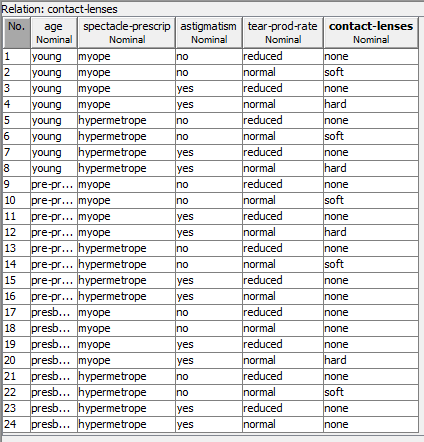 Relation: contact-lenses
No. age spectacle-prescrip astigmatism tear-prod-rate contact-lenses
Nominal Nominal Nominal Nominal Nominal
1 young myope no reduced none
2 young myope no normal soft
3 young myope yes reduced none
4 young myope yes normal hard
5 young hypermetrope no reduced none
6 young hypermetrope no normal soft
7 young hypermetrope yes reduced none
8 young hypermetrope yes normal hard
9 pre-pr... myope no reduced none
10 pre-pr... myope no normal soft
11 pre-pr... myope yes reduced none
12 pre-pr... myope yes normal hard
13 pre-pr... hypermetrope no reduced none
14 pre-pr... hypermetrope no normal soft
15 pre-pr... hypermetrope yes reduced none
16 pre-pr... hypermetrope yes normal none
17 presb... myope no reduced none
18 presb... myope no normal none
19 presb... myope yes reduced none
20 presb... myope yes normal hard
21 presb... hypermetrope no reduced none
22 presb... hypermetrope no normal soft
23 presb... hypermetrope yes reduced none
24 presb... hypermetrope yes normal none